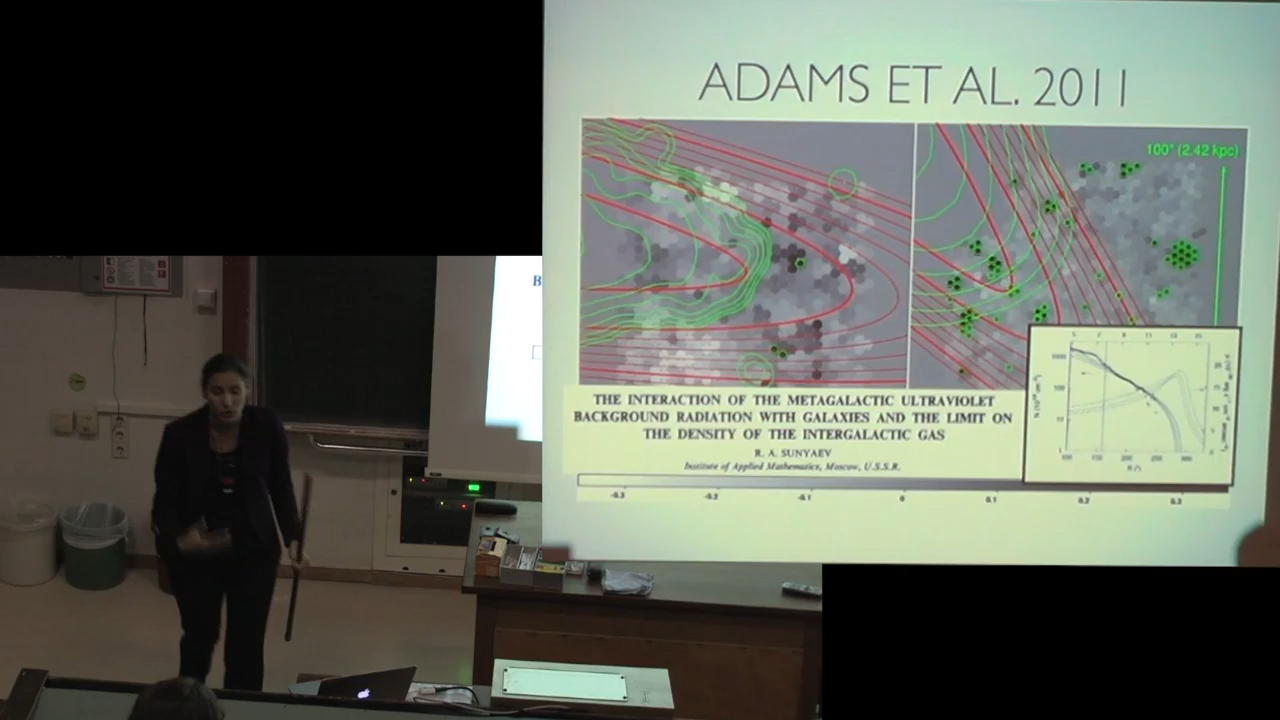 B
ADAMS ET AL. 2011
100" (2.42 kpc)
THE INTERACTION OF THE METAGALACTIC ULTRAVIOLET
BACKGROUND RADIATION WITH GALAXIES AND THE LIMIT ON
THE DENSITY OF THE INTERGALACTIC GAS
R. A. SUNYAEV
Institute of Applied Mathematics, Moscow, U.S.S.R.
-0.3 -0.2 -0.1 0 0.1 0.2 0.3